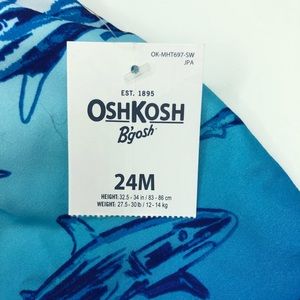 OK-MHT697-SW
JPA
EST. 1895
OSHKOSH
B'gosh
24M
HEIGHT: 32.5 - 34 in / 83 - 86 cm
WEIGHT: 27.5 - 30 lb / 12 - 14 kg